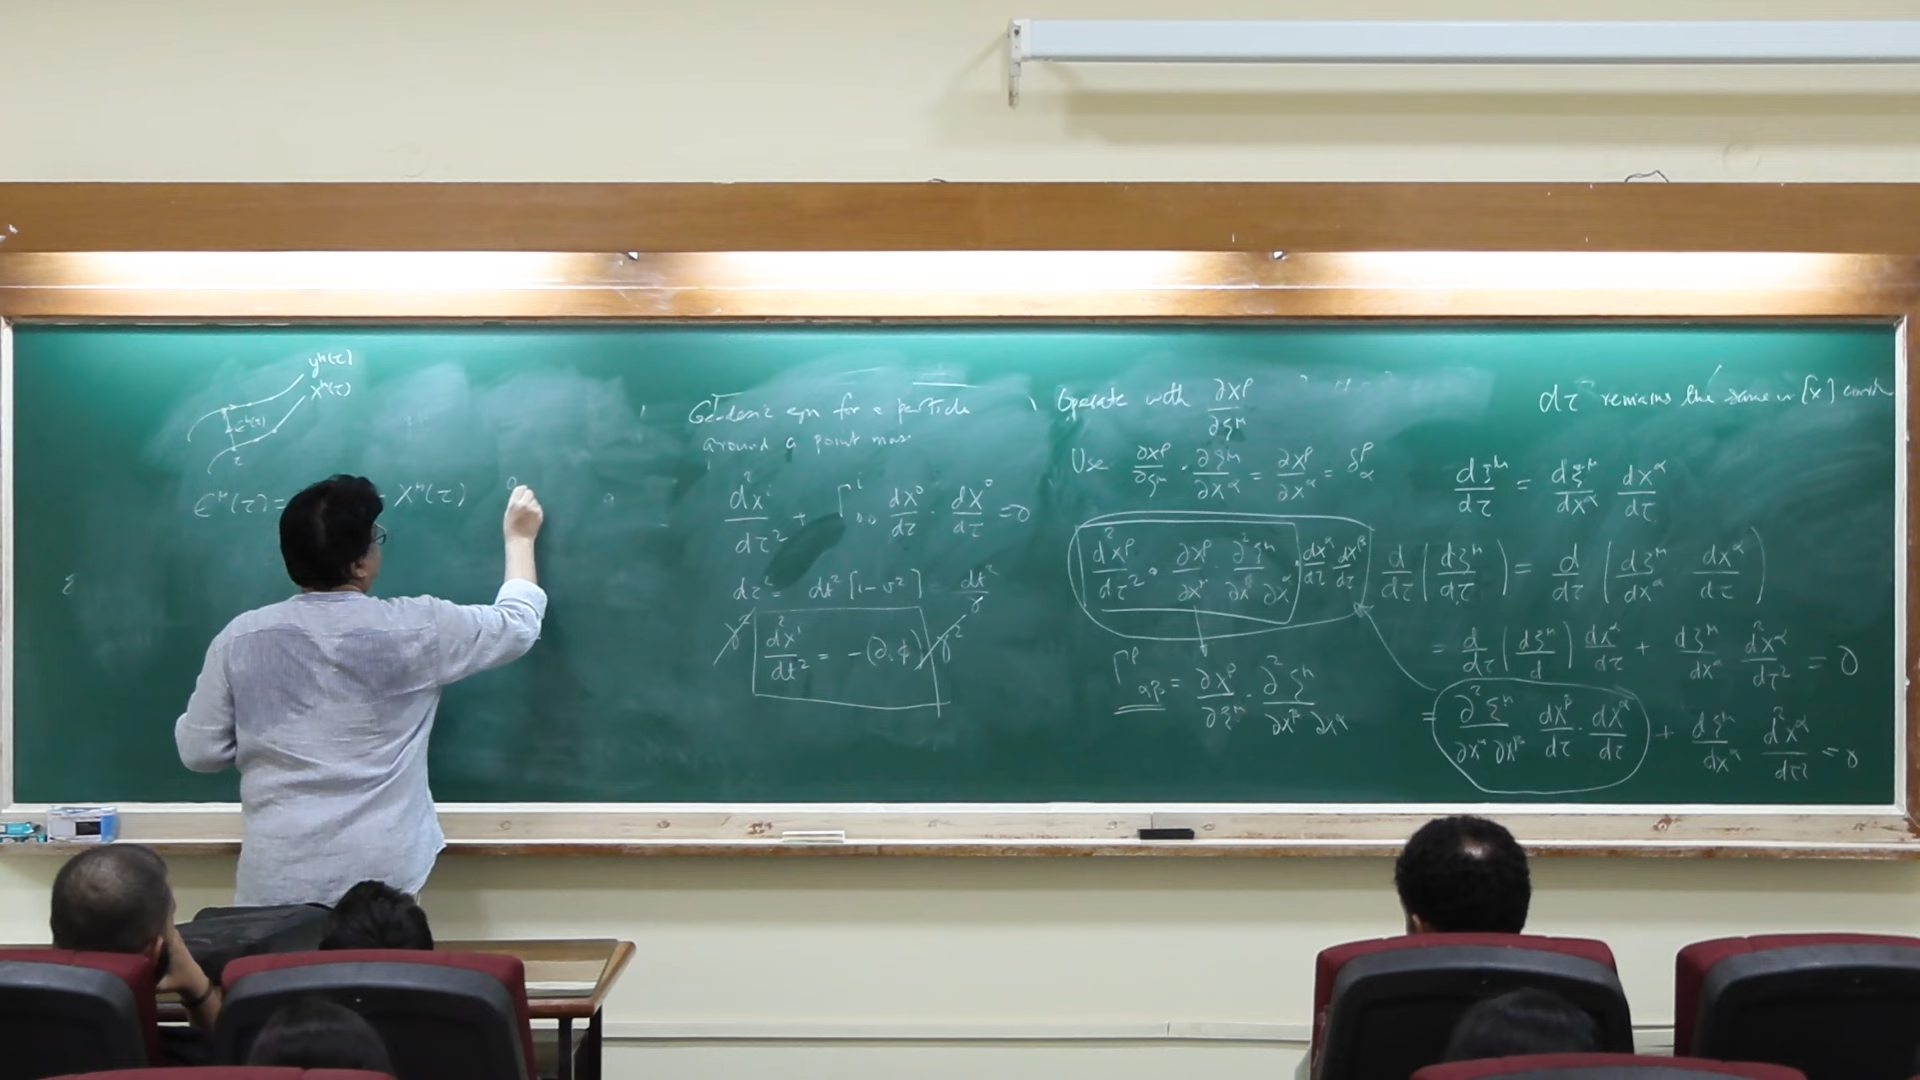 y^μ(τ)
x^μ(τ)
ε^μ(τ)
τ
ε^μ(τ) = - x^μ(τ)
Geodesic eqn for a particle
around a point mass
d²x^i/dτ² + Γ^i_00 dx^0/dτ · dx^0/dτ = 0
dτ² = dt² [1-v²] = dt²/γ
γ² d²x^i/dt² = -(∂_i φ) γ²
Operate with ∂x^ρ/∂ξ^μ
Use ∂x^ρ/∂ξ^μ · ∂ξ^μ/∂x^α = ∂x^ρ/∂x^α = δ^ρ_α
d²x^ρ/dτ² + ∂x^ρ/∂ξ^μ · ∂²ξ^μ/∂x^β ∂x^α · dx^α/dτ dx^β/dτ
Γ^ρ_αβ = ∂x^ρ/∂ξ^μ · ∂²ξ^μ/∂x^β ∂x^α
dτ remains the same in [x] coord
dξ^μ/dτ = dξ^μ/dx^α dx^α/dτ
d/dτ (dξ^μ/dτ) = d/dτ (dξ^μ/dx^α · dx^α/dτ)
= d/dτ (dξ^μ/d) dx^α/dτ + dξ^μ/dx^α d²x^α/dτ² = 0
= ∂²ξ^μ/∂x^α ∂x^β dx^β/dτ · dx^α/dτ + dξ^μ/dx^α d²x^α/dτ² = 0